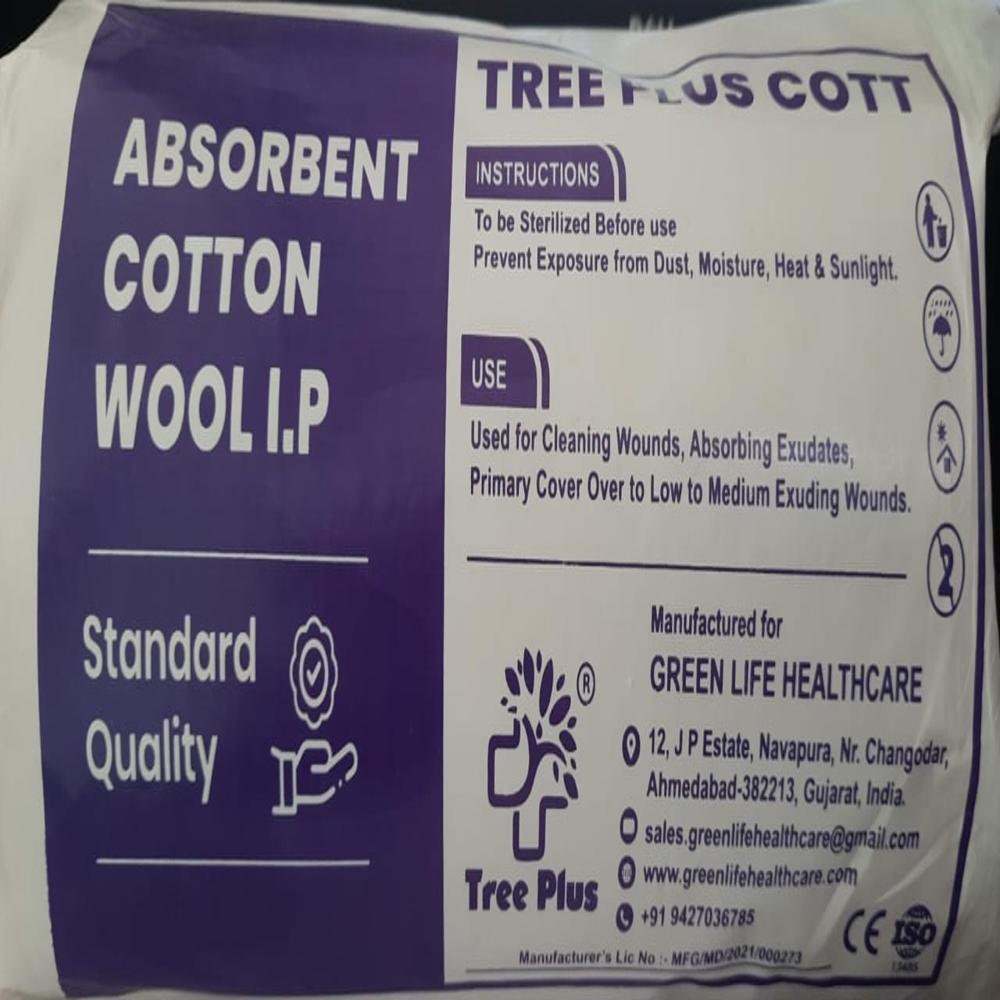 ABSORBENT
COTTON
WOOL I.P
Standard
Quality
TREE PLUS COTT
INSTRUCTIONS
To be Sterilized Before use
Prevent Exposure from Dust, Moisture, Heat & Sunlight.
USE
Used for Cleaning Wounds, Absorbing Exudates,
Primary Cover Over to Low to Medium Exuding Wounds.
2
Manufactured for
GREEN LIFE HEALTHCARE
12, J P Estate, Navapura, Nr. Changodar,
Ahmedabad-382213, Gujarat, India.
sales.greenlifehealthcare@gmail.com
www.greenlifehealthcare.com
+91 9427036785
®
Tree Plus
CE ISO
13485
Manufacturer's Lic No :- MFG/MD/2021/000273